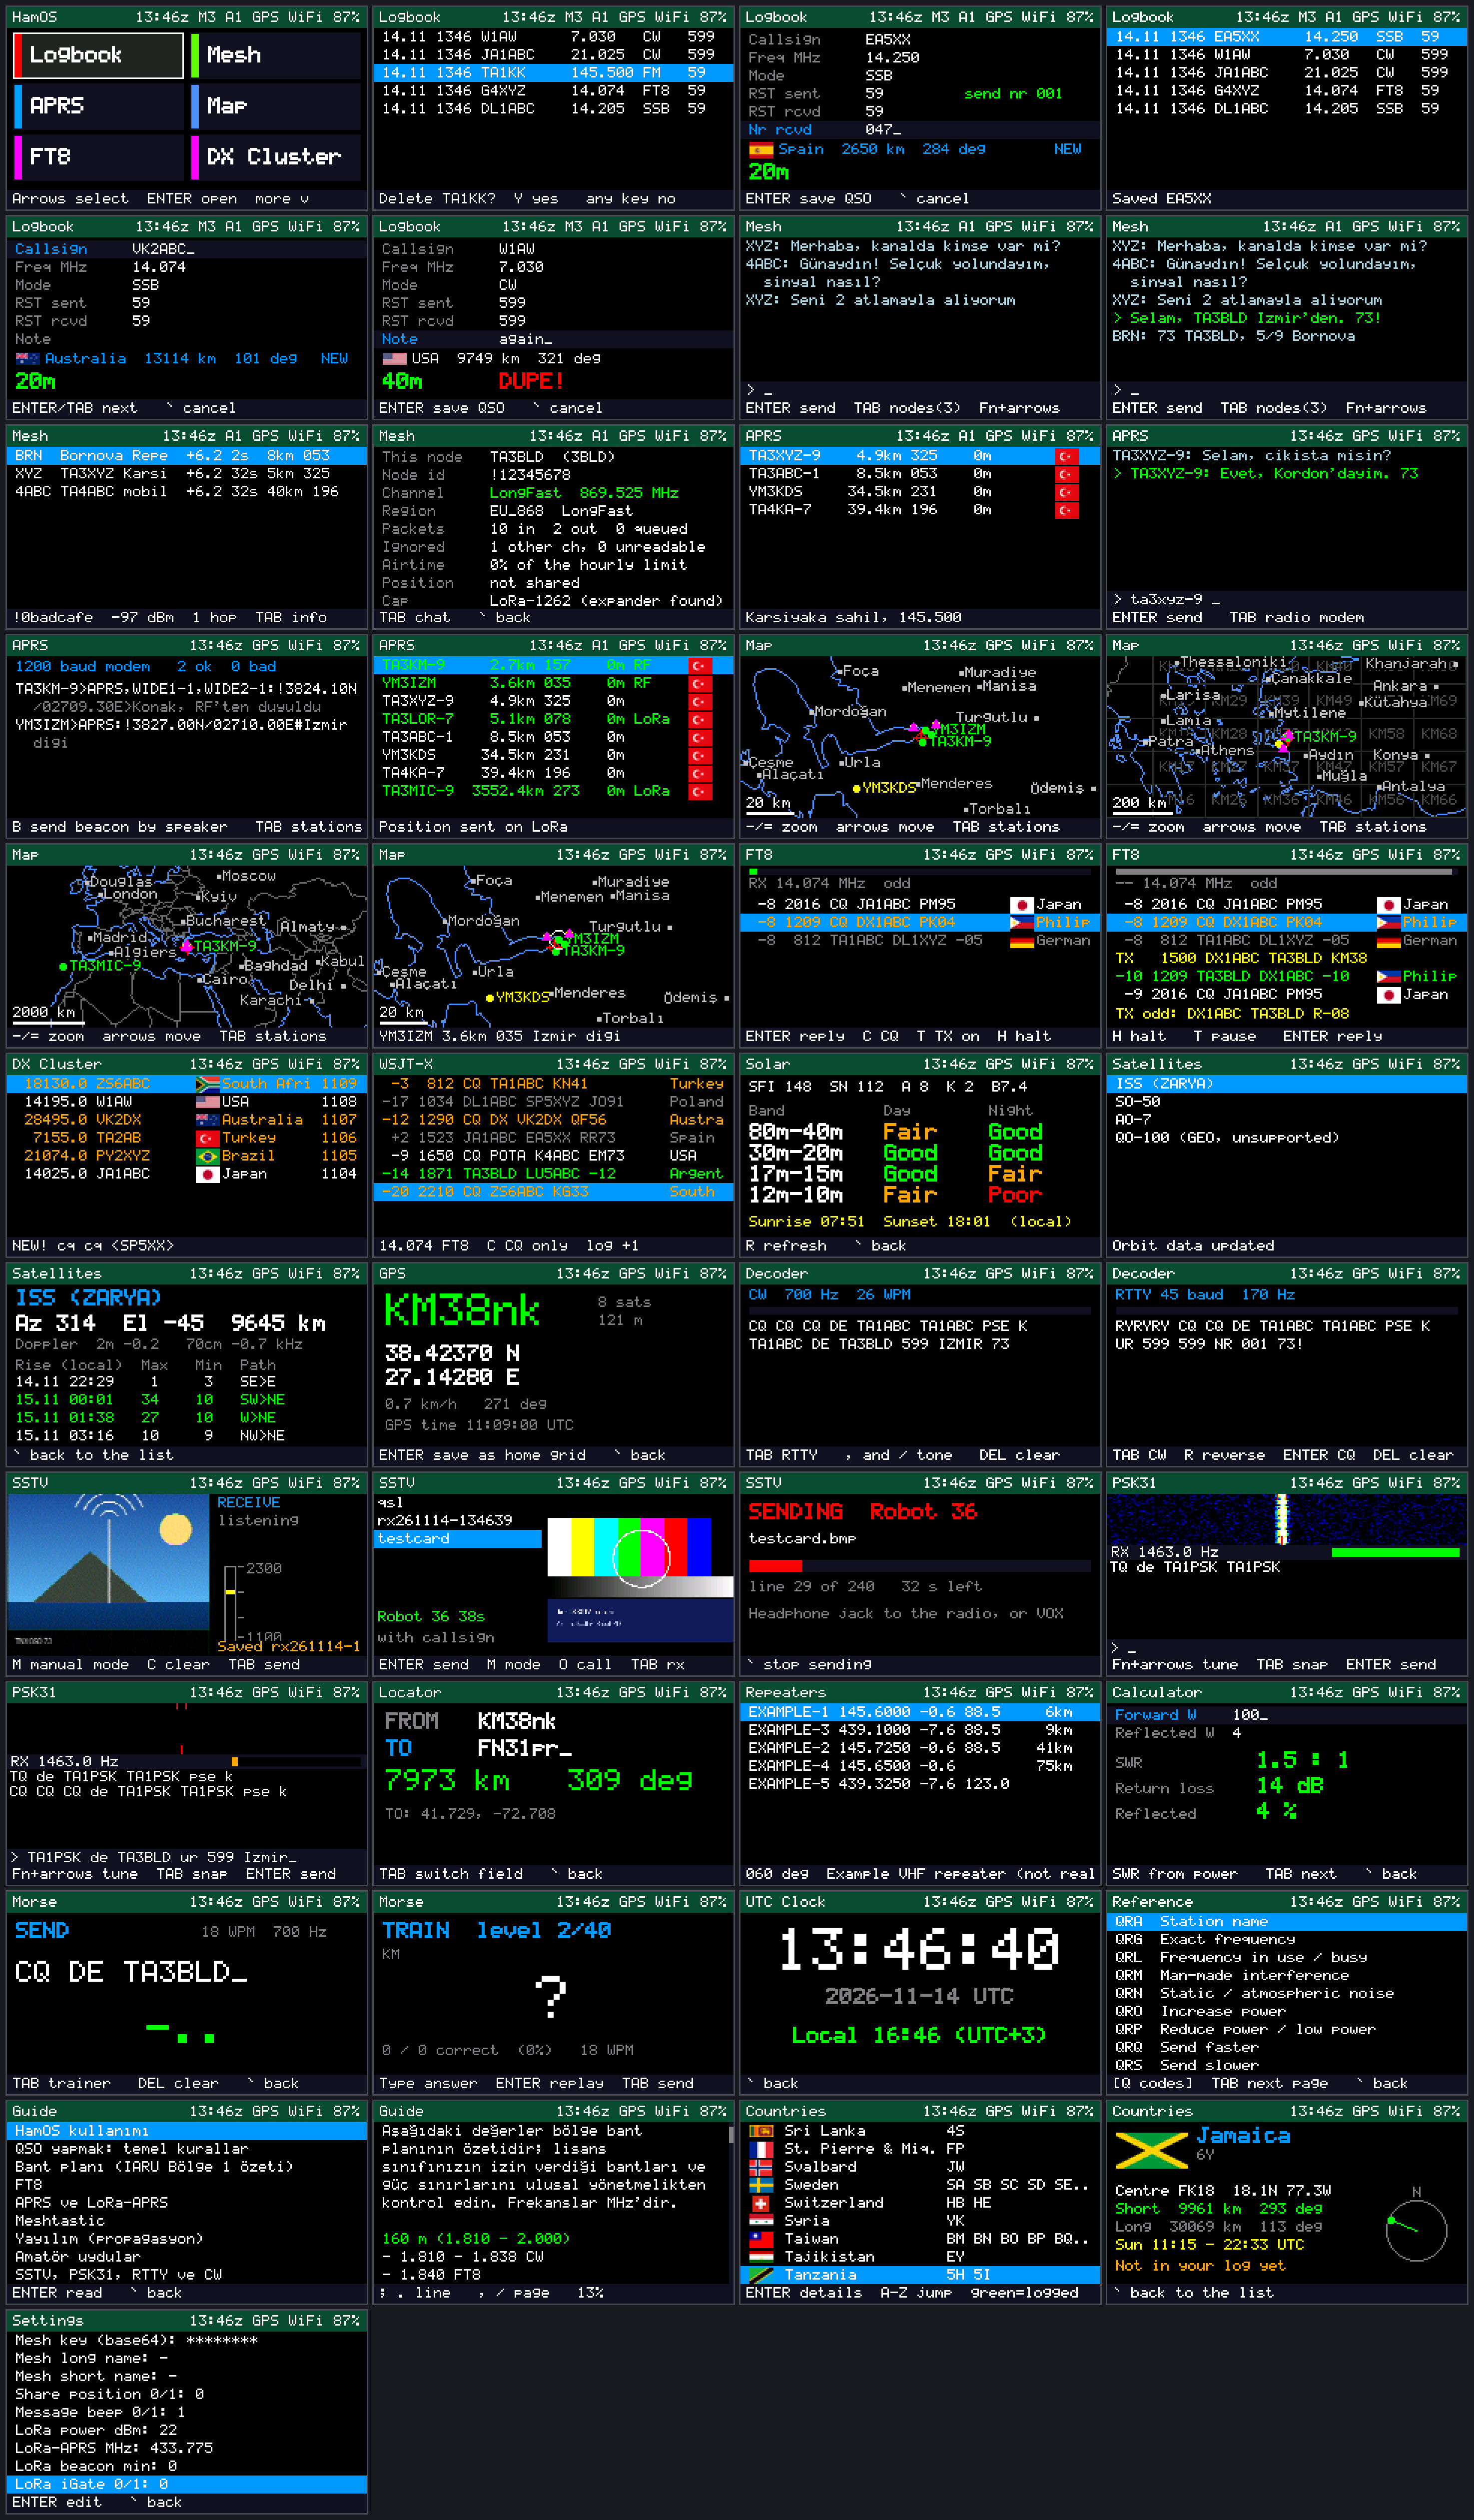 HamOS 13:46z M3 A1 GPS WiFi 87%
Logbook Mesh
APRS Map
FT8 DX Cluster
Arrows select ENTER open more v
Logbook 13:46z M3 A1 GPS WiFi 87%
14.11 1346 W1AW 7.030 CW 599
14.11 1346 JA1ABC 21.025 CW 599
14.11 1346 TA1KK 145.500 FM 59
14.11 1346 G4XYZ 14.074 FT8 59
14.11 1346 DL1ABC 14.205 SSB 59
Delete TA1KK? Y yes any key no
Logbook 13:46z M3 A1 GPS WiFi 87%
Callsign EA5XX
Freq MHz 14.250
Mode SSB
RST sent 59 send nr 001
RST rcvd 59
Nr rcvd 047_
Spain 2650 km 284 deg NEW
20m
ENTER save QSO ` cancel
Logbook 13:46z M3 A1 GPS WiFi 87%
14.11 1346 EA5XX 14.250 SSB 59
14.11 1346 W1AW 7.030 CW 599
14.11 1346 JA1ABC 21.025 CW 599
14.11 1346 G4XYZ 14.074 FT8 59
14.11 1346 DL1ABC 14.205 SSB 59
Saved EA5XX
Logbook 13:46z M3 A1 GPS WiFi 87%
Callsign VK2ABC_
Freq MHz 14.074
Mode SSB
RST sent 59
RST rcvd 59
Note
Australia 13114 km 101 deg NEW
20m
ENTER/TAB next ` cancel
Logbook 13:46z M3 A1 GPS WiFi 87%
Callsign W1AW
Freq MHz 7.030
Mode CW
RST sent 599
RST rcvd 599
Note again_
USA 9749 km 321 deg
40m DUPE!
ENTER save QSO ` cancel
Mesh 13:46z A1 GPS WiFi 87%
XYZ: Merhaba, kanalda kimse var mi?
4ABC: Günaydın! Selçuk yolundayım,
sinyal nasıl?
XYZ: Seni 2 atlamayla aliyorum
> _
ENTER send TAB nodes(3) Fn+arrows
Mesh 13:46z A1 GPS WiFi 87%
XYZ: Merhaba, kanalda kimse var mi?
4ABC: Günaydın! Selçuk yolundayım,
sinyal nasıl?
XYZ: Seni 2 atlamayla aliyorum
> Selam, TA3BLD Izmir'den. 73!
BRN: 73 TA3BLD, 5/9 Bornova
> _
ENTER send TAB nodes(3) Fn+arrows
Mesh 13:46z A1 GPS WiFi 87%
BRN Bornova Repe +6.2 2s 8km 053
XYZ TA3XYZ Karsi +6.2 32s 5km 325
4ABC TA4ABC mobil +6.2 32s 40km 196
!0badcafe -97 dBm 1 hop TAB info
Mesh 13:46z A1 GPS WiFi 87%
This node TA3BLD (3BLD)
Node id !12345678
Channel LongFast 869.525 MHz
Region EU_868 LongFast
Packets 10 in 2 out 0 queued
Ignored 1 other ch, 0 unreadable
Airtime 0% of the hourly limit
Position not shared
Cap LoRa-1262 (expander found)
TAB chat ` back
APRS 13:46z A1 GPS WiFi 87%
TA3XYZ-9 4.9km 325 0m
TA3ABC-1 8.5km 053 0m
YM3KDS 34.5km 231 0m
TA4KA-7 39.4km 196 0m
Karsiyaka sahil, 145.500
APRS 13:46z GPS WiFi 87%
TA3XYZ-9: Selam, cikista misin?
> TA3XYZ-9: Evet, Kordon'dayim. 73
> ta3xyz-9 _
ENTER send TAB radio modem
APRS 13:46z GPS WiFi 87%
1200 baud modem 2 ok 0 bad
TA3KM-9>APRS,WIDE1-1,WIDE2-1:!3824.10N
/02709.30E>Konak, RF'ten duyuldu
YM3IZM>APRS:!3827.00N/02710.00E#Izmir
digi
B send beacon by speaker TAB stations
APRS 13:46z A1 GPS WiFi 87%
TA3KM-9 2.7km 157 0m RF
YM3IZM 3.6km 035 0m RF
TA3XYZ-9 4.9km 325 0m
TA3LOR-7 5.1km 078 0m LoRa
TA3ABC-1 8.5km 053 0m
YM3KDS 34.5km 231 0m
TA4KA-7 39.4km 196 0m
TA3MIC-9 3552.4km 273 0m LoRa
Position sent on LoRa
Map 13:46z GPS WiFi 87%
Foça Muradiye
Menemen Manisa
Mordoğan Turgutlu
M3IZM
TA3KM-9
Çeşme Urla
Alaçatı YM3KDS Menderes Ödemiş
20 km Torbalı
-/= zoom arrows move TAB stations
Map 13:46z GPS WiFi 87%
Thessaloniki Khanjarah
Çanakkale
Larisa KM39 Ankara
Kütahya KM69
Lamia Mytilene
KM28 TA3KM-9 KM58 KM68
Patra Athens Aydın Konya
KM37 KM57 KM67
Muğla
Antalya
200 km KM26 KM36 KM46 KM56 KM66
-/= zoom arrows move TAB stations
Map 13:46z GPS WiFi 87%
Douglas Moscow
London Kyiv
Bucharest
Madrid TA3KM-9 Almaty
Algiers
TA3MIC-9 Baghdad Kabul
Cairo Delhi
Karachi
2000 km
-/= zoom arrows move TAB stations
Map 13:46z GPS WiFi 87%
Foça Muradiye
Menemen Manisa
Mordoğan Turgutlu
M3IZM
TA3KM-9
Çeşme Urla
Alaçatı YM3KDS Menderes Ödemiş
20 km Torbalı
YM3IZM 3.6km 035 Izmir digi
FT8 13:46z GPS WiFi 87%
RX 14.074 MHz odd
-8 2016 CQ JA1ABC PM95 Japan
-8 1209 CQ DX1ABC PK04 Philip
-8 812 TA1ABC DL1XYZ -05 German
ENTER reply C CQ T TX on H halt
FT8 13:46z GPS WiFi 87%
-- 14.074 MHz odd
-8 2016 CQ JA1ABC PM95 Japan
-8 1209 CQ DX1ABC PK04 Philip
-8 812 TA1ABC DL1XYZ -05 German
TX 1500 DX1ABC TA3BLD KM38
-10 1209 TA3BLD DX1ABC -10 Philip
-9 2016 CQ JA1ABC PM95 Japan
TX odd: DX1ABC TA3BLD R-08
H halt T pause ENTER reply
DX Cluster 13:46z GPS WiFi 87%
18130.0 ZS6ABC South Afri 1109
14195.0 W1AW USA 1108
28495.0 VK2DX Australia 1107
7155.0 TA2AB Turkey 1106
21074.0 PY2XYZ Brazil 1105
14025.0 JA1ABC Japan 1104
NEW! cq cq <SP5XX>
WSJT-X 13:46z GPS WiFi 87%
-3 812 CQ TA1ABC KN41 Turkey
-17 1034 DL1ABC SP5XYZ JO91 Poland
-12 1290 CQ DX VK2DX QF56 Austra
+2 1523 JA1ABC EA5XX RR73 Spain
-9 1650 CQ POTA K4ABC EM73 USA
-14 1871 TA3BLD LU5ABC -12 Argent
-20 2210 CQ ZS6ABC KG33 South
14.074 FT8 C CQ only log +1
Solar 13:46z GPS WiFi 87%
SFI 148 SN 112 A 8 K 2 B7.4
Band Day Night
80m-40m Fair Good
30m-20m Good Good
17m-15m Good Fair
12m-10m Fair Poor
Sunrise 07:51 Sunset 18:01 (local)
R refresh ` back
Satellites 13:46z GPS WiFi 87%
ISS (ZARYA)
SO-50
AO-7
QO-100 (GEO, unsupported)
Orbit data updated
Satellites 13:46z GPS WiFi 87%
ISS (ZARYA)
Az 314 El -45 9645 km
Doppler 2m -0.2 70cm -0.7 kHz
Rise (local) Max Min Path
14.11 22:29 1 3 SE>E
15.11 00:01 34 10 SW>NE
15.11 01:38 27 10 W>NE
15.11 03:16 10 9 NW>NE
` back to the list
GPS 13:46z GPS WiFi 87%
KM38nk 8 sats
121 m
38.42370 N
27.14280 E
0.7 km/h 271 deg
GPS time 11:09:00 UTC
ENTER save as home grid ` back
Decoder 13:46z GPS WiFi 87%
CW 700 Hz 26 WPM
CQ CQ CQ DE TA1ABC TA1ABC PSE K
TA1ABC DE TA3BLD 599 IZMIR 73
TAB RTTY , and / tone DEL clear
Decoder 13:46z GPS WiFi 87%
RTTY 45 baud 170 Hz
RYRYRY CQ CQ DE TA1ABC TA1ABC PSE K
UR 599 599 NR 001 73!
TAB CW R reverse ENTER CQ DEL clear
SSTV 13:46z GPS WiFi 87%
RECEIVE
listening
2300
1100
Saved rx261114-1
M manual mode C clear TAB send
SSTV 13:46z GPS WiFi 87%
qsl
rx261114-134639
testcard
Robot 36 38s
with callsign
ENTER send M mode O call TAB rx
SSTV 13:46z GPS WiFi 87%
SENDING Robot 36
testcard.bmp
line 29 of 240 32 s left
Headphone jack to the radio, or VOX
` stop sending
PSK31 13:46z GPS WiFi 87%
RX 1463.0 Hz
TQ de TA1PSK TA1PSK
> _
Fn+arrows tune TAB snap ENTER send
PSK31 13:46z GPS WiFi 87%
RX 1463.0 Hz
TQ de TA1PSK TA1PSK pse k
CQ CQ CQ de TA1PSK TA1PSK pse k
> TA1PSK de TA3BLD ur 599 Izmir_
Fn+arrows tune TAB snap ENTER send
Locator 13:46z GPS WiFi 87%
FROM KM38nk
TO FN31pr_
7973 km 309 deg
TO: 41.729, -72.708
TAB switch field ` back
Repeaters 13:46z GPS WiFi 87%
EXAMPLE-1 145.6000 -0.6 88.5 6km
EXAMPLE-3 439.1000 -7.6 88.5 9km
EXAMPLE-2 145.7250 -0.6 88.5 41km
EXAMPLE-4 145.6500 -0.6 75km
EXAMPLE-5 439.3250 -7.6 123.0
060 deg Example VHF repeater (not real
Calculator 13:46z GPS WiFi 87%
Forward W 100_
Reflected W 4
SWR 1.5 : 1
Return loss 14 dB
Reflected 4 %
SWR from power TAB next ` back
Morse 13:46z GPS WiFi 87%
SEND 18 WPM 700 Hz
CQ DE TA3BLD_
-..
TAB trainer DEL clear ` back
Morse 13:46z GPS WiFi 87%
TRAIN level 2/40
KM
?
0 / 0 correct (0%) 18 WPM
Type answer ENTER replay TAB send
UTC Clock 13:46z GPS WiFi 87%
13:46:40
2026-11-14 UTC
Local 16:46 (UTC+3)
` back
Reference 13:46z GPS WiFi 87%
QRA Station name
QRG Exact frequency
QRL Frequency in use / busy
QRM Man-made interference
QRN Static / atmospheric noise
QRO Increase power
QRP Reduce power / low power
QRQ Send faster
QRS Send slower
[Q codes] TAB next page ` back
Guide 13:46z GPS WiFi 87%
HamOS kullanımı
QSO yapmak: temel kurallar
Bant planı (IARU Bölge 1 özeti)
FT8
APRS ve LoRa-APRS
Meshtastic
Yayılım (propagasyon)
Amatör uydular
SSTV, PSK31, RTTY ve CW
ENTER read ` back
Guide 13:46z GPS WiFi 87%
Aşağıdaki değerler bölge bant
planının özetidir; lisans
sınıfınızın izin verdiği bantları ve
güç sınırlarını ulusal yönetmelikten
kontrol edin. Frekanslar MHz'dir.
160 m (1.810 - 2.000)
- 1.810 - 1.838 CW
- 1.840 FT8
; . line , / page 13%
Countries 13:46z GPS WiFi 87%
Sri Lanka 4S
St. Pierre & Miq. FP
Svalbard JW
Sweden SA SB SC SD SE..
Switzerland HB HE
Syria YK
Taiwan BM BN BO BP BQ..
Tajikistan EY
Tanzania 5H 5I
ENTER details A-Z jump green=logged
Countries 13:46z GPS WiFi 87%
Jamaica
6Y
Centre FK18 18.1N 77.3W
Short 9961 km 293 deg N
Long 30069 km 113 deg
Sun 11:15 - 22:33 UTC
Not in your log yet
` back to the list
Settings 13:46z GPS WiFi 87%
Mesh key (base64): ********
Mesh long name: -
Mesh short name: -
Share position 0/1: 0
Message beep 0/1: 1
LoRa power dBm: 22
LoRa-APRS MHz: 433.775
LoRa beacon min: 0
LoRa iGate 0/1: 0
ENTER edit ` back